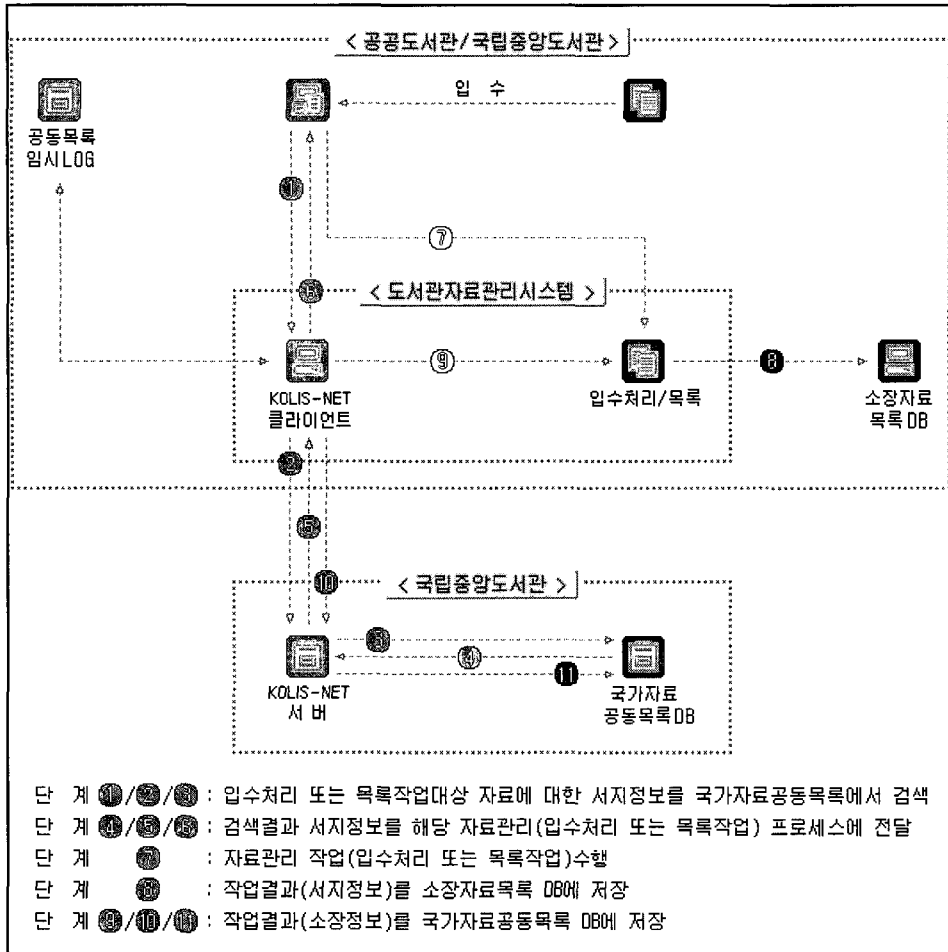 < 공공도서관/국립중앙도서관 >
입 수
공동목록
임시LOG
①
⑦
⑥
< 도서관자료관리시스템 >
⑨
⑧
KOLIS-NET
클라이언트
입수처리/목록
소장자료
목록DB
②
⑤
⑩
< 국립중앙도서관 >
③
④
⑪
KOLIS-NET
서 버
국가자료
공동목록DB
단 계 ①/②/③ : 입수처리 또는 목록작업대상 자료에 대한 서지정보를 국가자료공동목록에서 검색
단 계 ④/⑤/⑥ : 검색결과 서지정보를 해당 자료관리(입수처리 또는 목록작업) 프로세스에 전달
단 계 ⑦ : 자료관리 작업(입수처리 또는 목록작업)수행
단 계 ⑧ : 작업결과(서지정보)를 소장자료목록 DB에 저장
단 계 ⑨/⑩/⑪ : 작업결과(소장정보)를 국가자료공동목록 DB에 저장